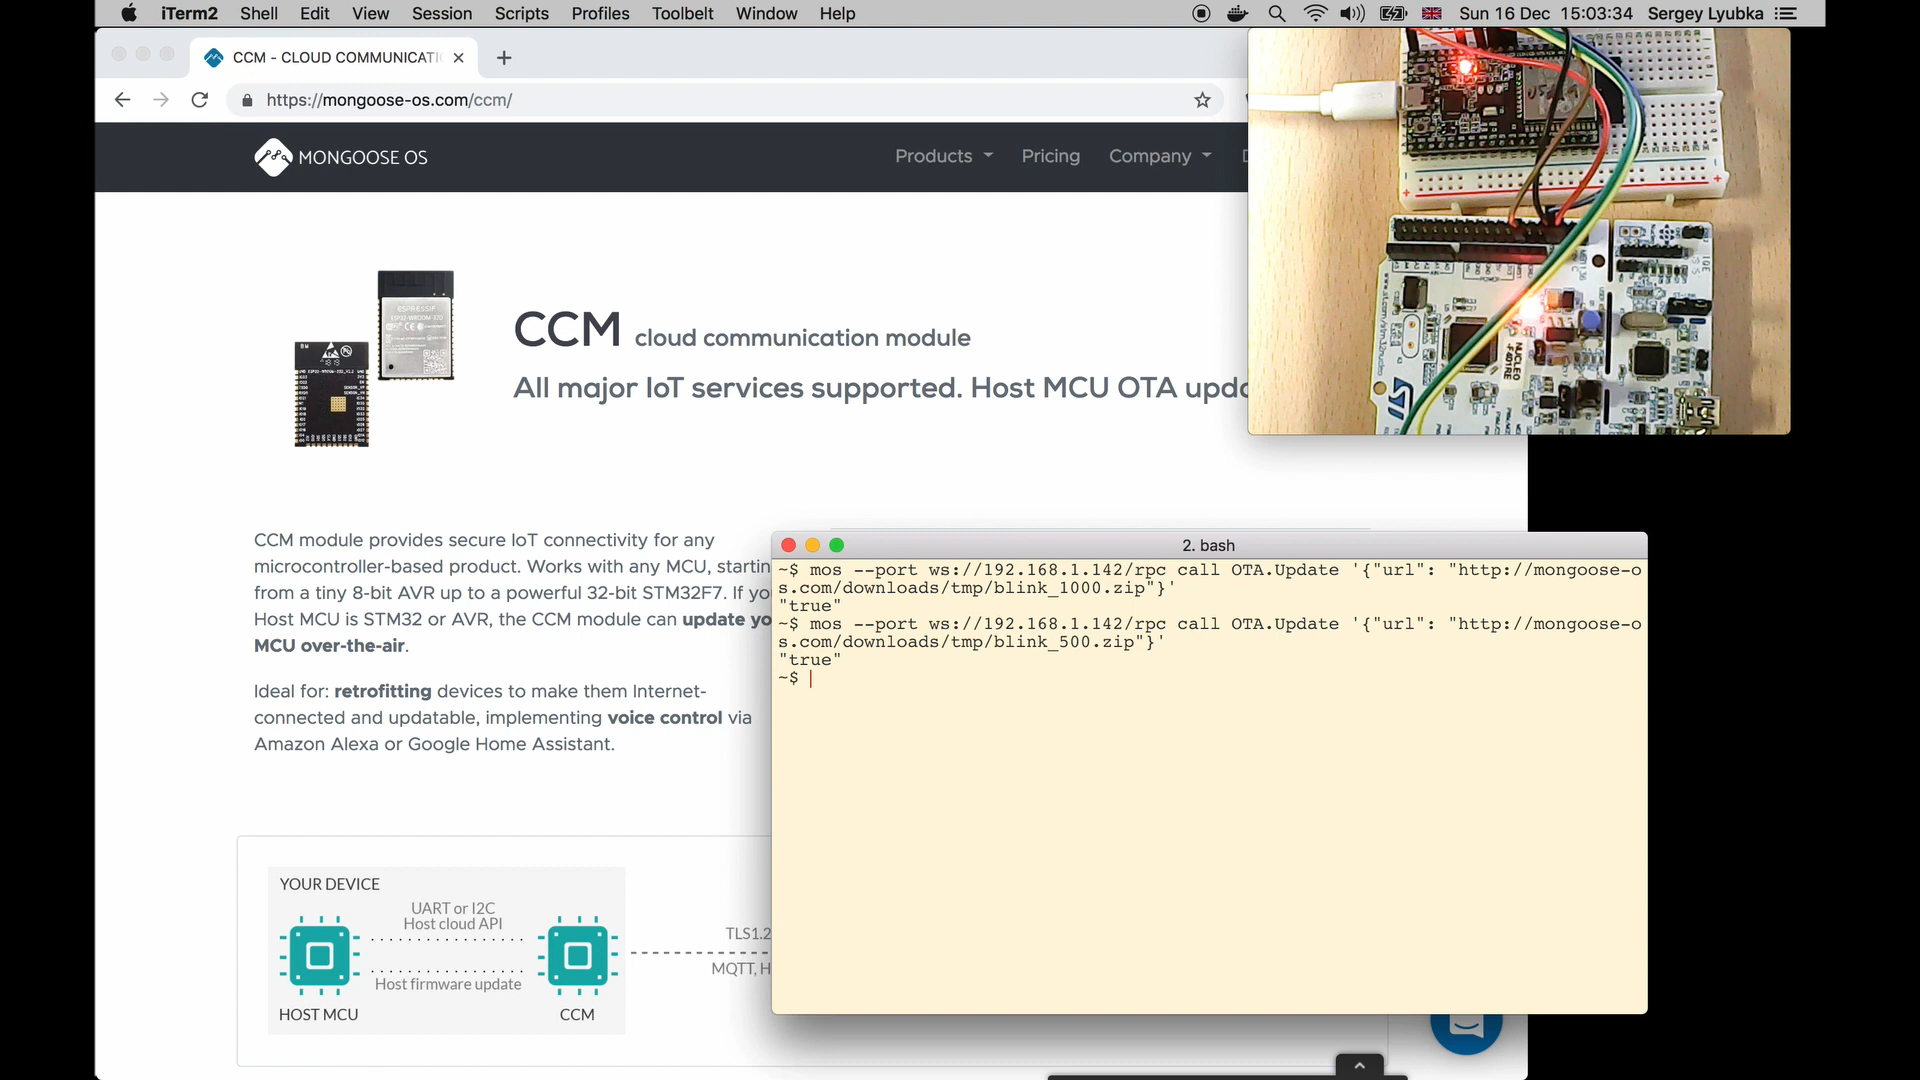 iTerm2 Shell Edit View Session Scripts Profiles Toolbelt Window Help
Sun 16 Dec 15:03:34 Sergey Lyubka
CCM - CLOUD COMMUNICATI
https://mongoose-os.com/ccm/
MONGOOSE OS
Products Pricing Company
CCM cloud communication module
All major IoT services supported. Host MCU OTA upda
NUCLEO
CCM module provides secure IoT connectivity for any
microcontroller-based product. Works with any MCU, startin
from a tiny 8-bit AVR up to a powerful 32-bit STM32F7. If yo
Host MCU is STM32 or AVR, the CCM module can update yo
MCU over-the-air.
Ideal for: retrofitting devices to make them Internet-
connected and updatable, implementing voice control via
Amazon Alexa or Google Home Assistant.
2. bash
~$ mos --port ws://192.168.1.142/rpc call OTA.Update '{"url": "http://mongoose-o
s.com/downloads/tmp/blink_1000.zip"}'
"true"
~$ mos --port ws://192.168.1.142/rpc call OTA.Update '{"url": "http://mongoose-o
s.com/downloads/tmp/blink_500.zip"}'
"true"
~$
YOUR DEVICE
UART or I2C
Host cloud API
Host firmware update
HOST MCU
CCM
TLS1.2
MQTT, H